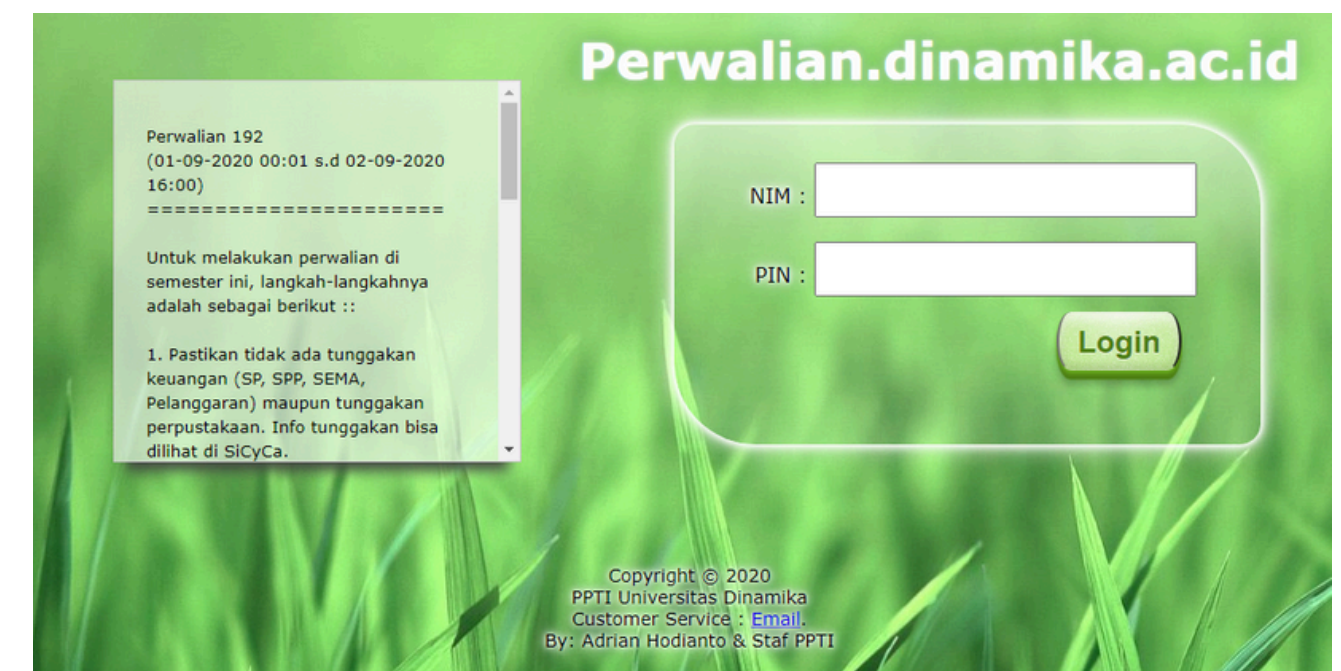 Perwalian.dinamika.ac.id
Perwalian 192
(01-09-2020 00:01 s.d 02-09-2020
16:00)
======================
Untuk melakukan perwalian di
semester ini, langkah-langkahnya
adalah sebagai berikut ::
1. Pastikan tidak ada tunggakan
keuangan (SP, SPP, SEMA,
Pelanggaran) maupun tunggakan
perpustakaan. Info tunggakan bisa
dilihat di SiCyCa.
NIM :
PIN :
Login
Copyright © 2020
PPTI Universitas Dinamika
Customer Service : Email.
By: Adrian Hodianto & Staf PPTI